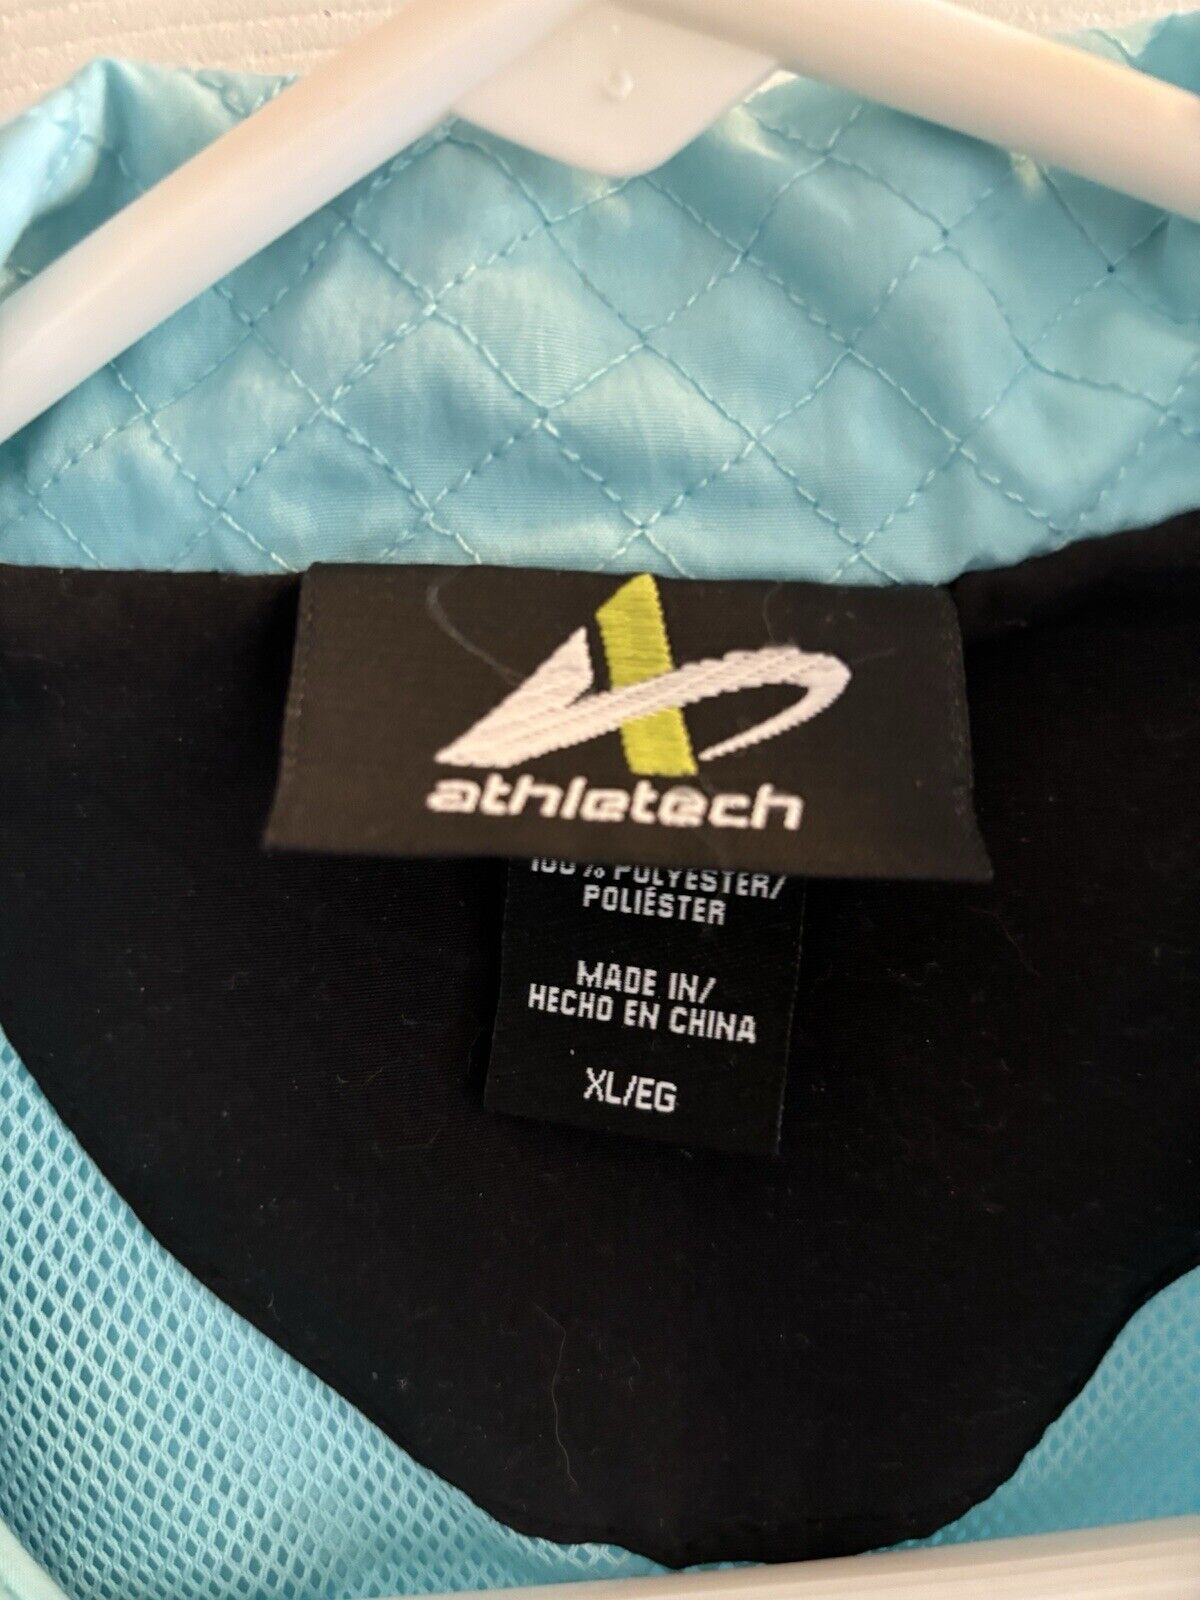 athletech
100% POLYESTER/
POLIÉSTER
MADE IN/
HECHO EN CHINA
XL/EG